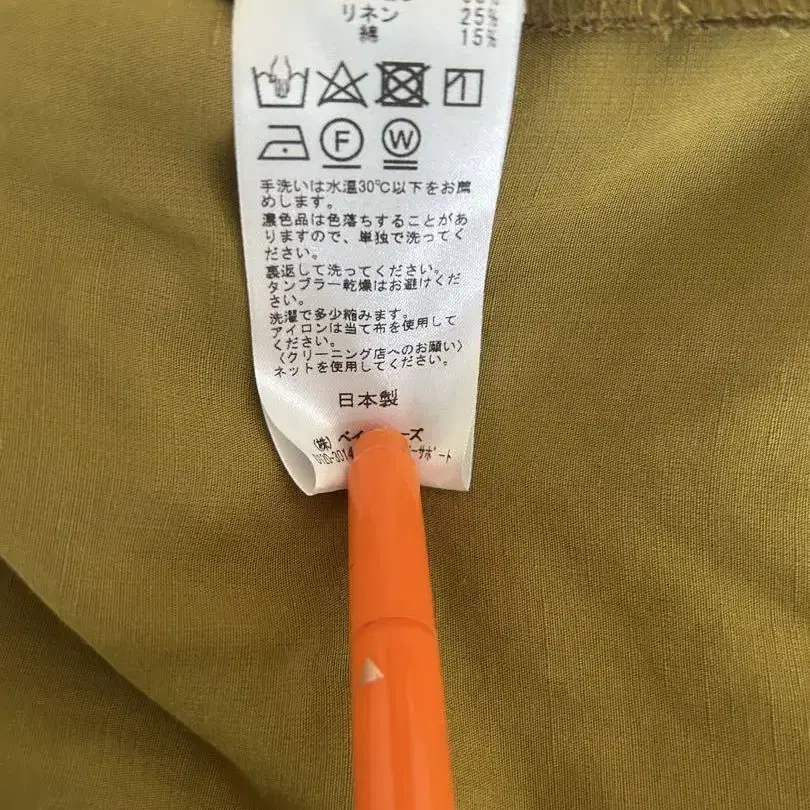 リネン 25%
綿 15%
F W
手洗いは水温30℃以下をお薦
めします。
濃色品は色落ちすることがあ
りますので、単独で洗ってく
ださい。
裏返して洗ってください。
タンブラー乾燥はお避けくだ
さい。
洗濯で多少縮みます。
アイロンは当て布を使用して
ください。
(クリーニング店へのお願い)
ネットを使用してください。
日本製
(株)